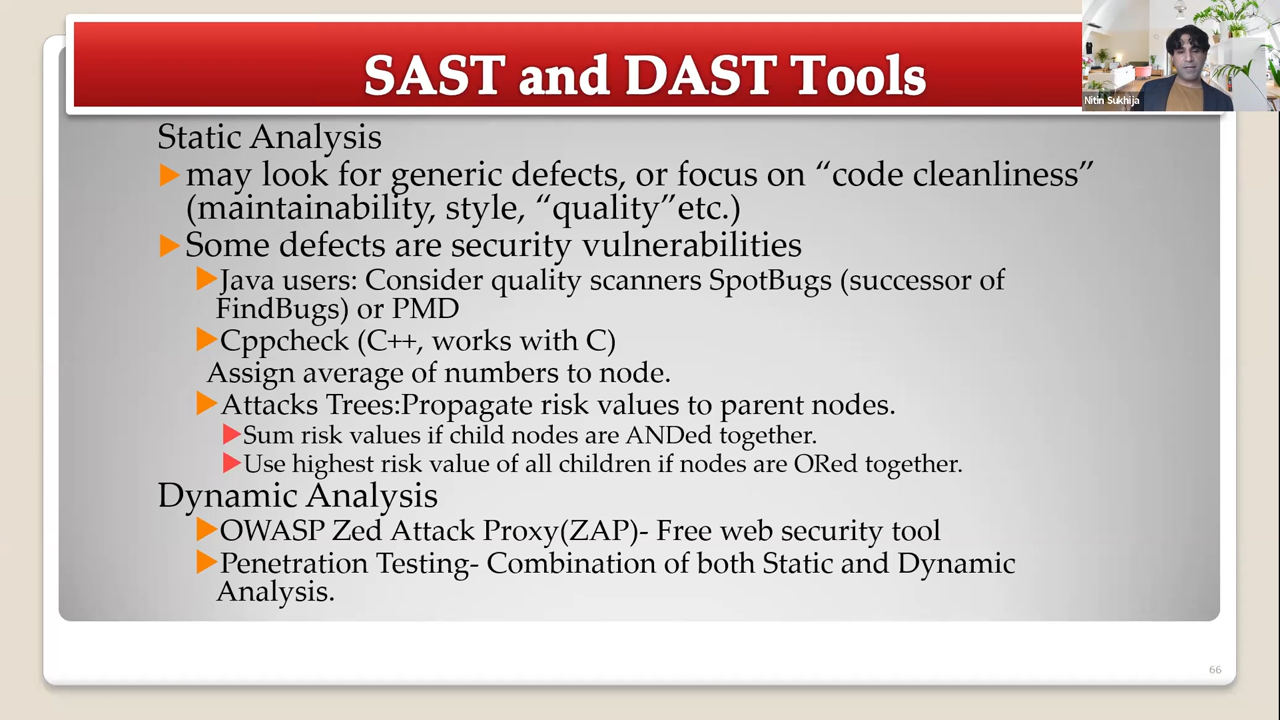 SAST and DAST Tools
Nitin Sukhija
Static Analysis
may look for generic defects, or focus on “code cleanliness”
(maintainability, style, “quality”etc.)
Some defects are security vulnerabilities
Java users: Consider quality scanners SpotBugs (successor of
FindBugs) or PMD
Cppcheck (C++, works with C)
Assign average of numbers to node.
Attacks Trees:Propagate risk values to parent nodes.
Sum risk values if child nodes are ANDed together.
Use highest risk value of all children if nodes are ORed together.
Dynamic Analysis
OWASP Zed Attack Proxy(ZAP)- Free web security tool
Penetration Testing- Combination of both Static and Dynamic
Analysis.
66